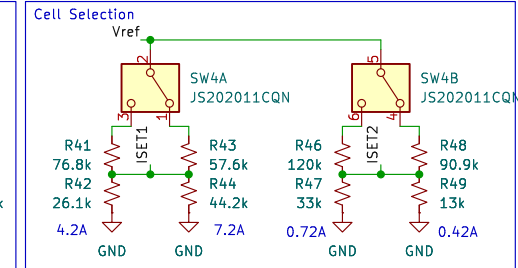 Cell Selection
Vref
2
5
SW4A
JS202011CQN
SW4B
JS202011CQN
3
1
6
4
R41
76.8k
ISET1
R43
57.6k
R46
120k
ISET2
R48
90.9k
R42
26.1k
R44
44.2k
R47
33k
R49
13k
k
4.2A
7.2A
0.72A
0.42A
GND
GND
GND
GND